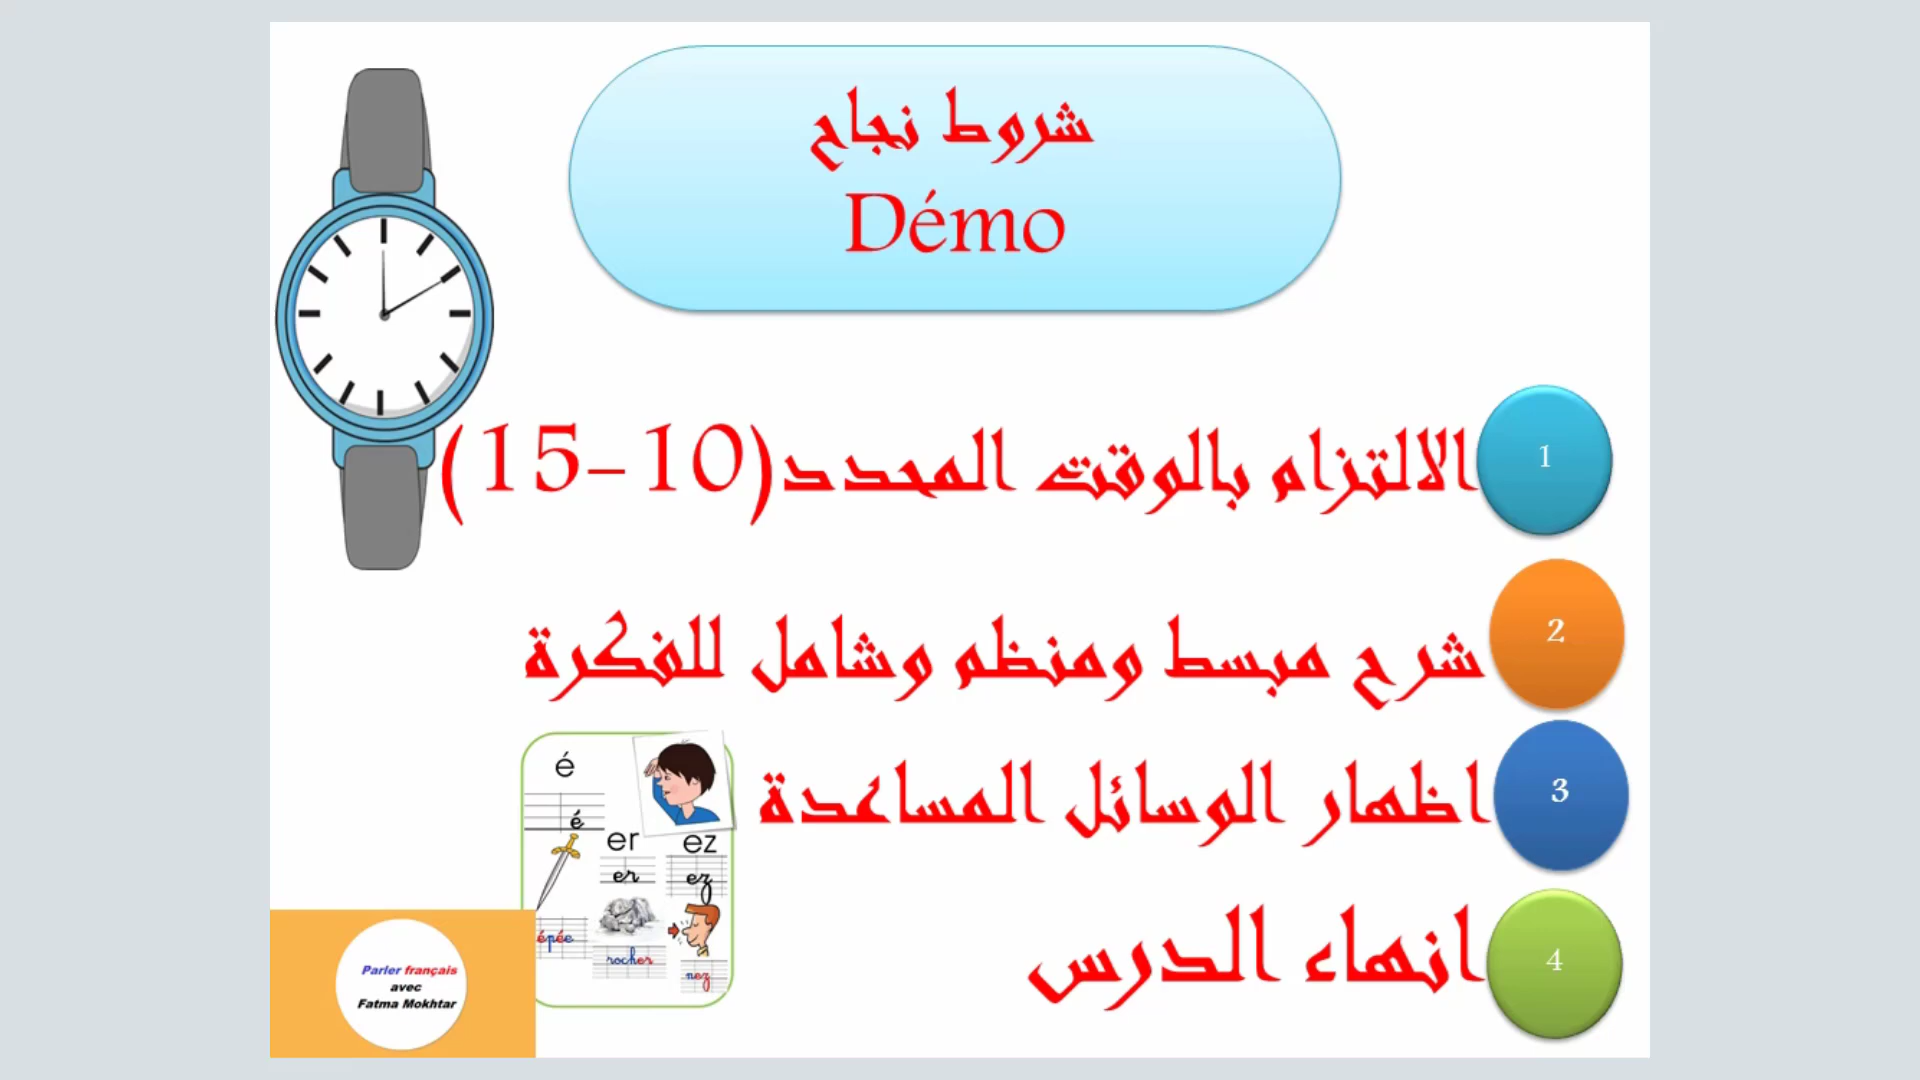 شروط نجاح
Démo
1
الالتزام بالوقت المحدد(10-15)
2
شرح مبسط ومنظم وشامل للفكرة
3
اظهار الوسائل المساعدة
4
انهاء الدرس
é
é
er
ez
er
ez
épée
rocher
nez
Parler français
avec
Fatma Mokhtar